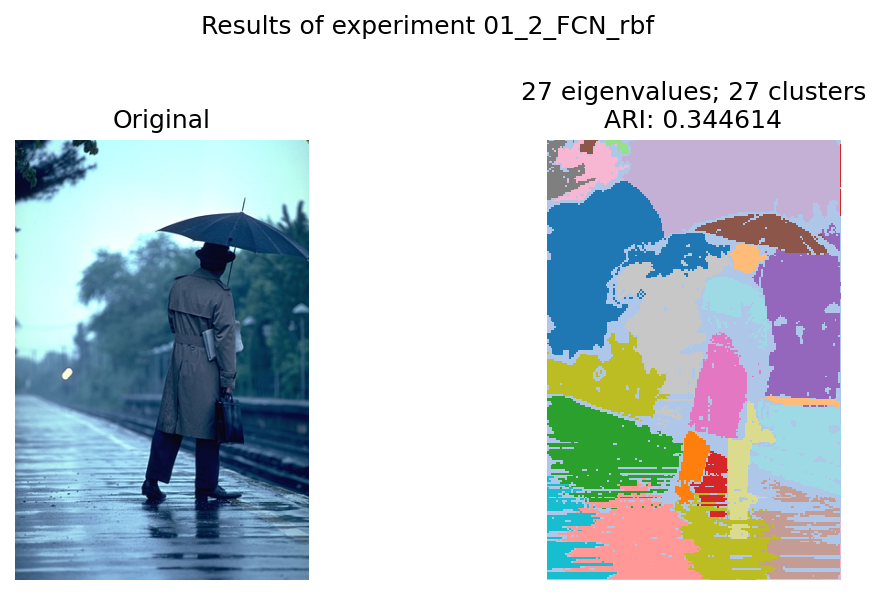 Results of experiment 01_2_FCN_rbf
Original
27 eigenvalues; 27 clusters
ARI: 0.344614